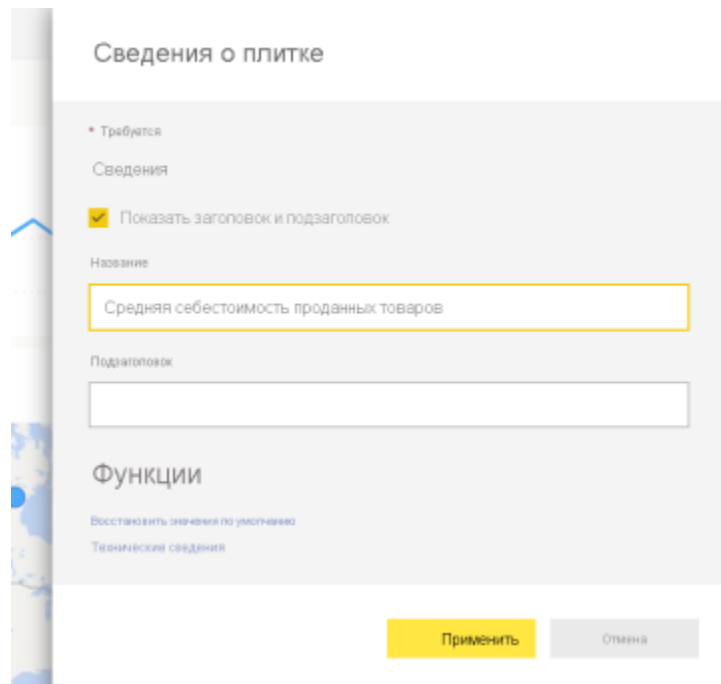 Сведения о плитке
* Требуется
Сведения
Показать заголовок и подзаголовок
Название
Средняя себестоимость проданных товаров
Подзаголовок
Функции
Восстановить значения по умолчанию
Технические сведения
Применить
Отмена